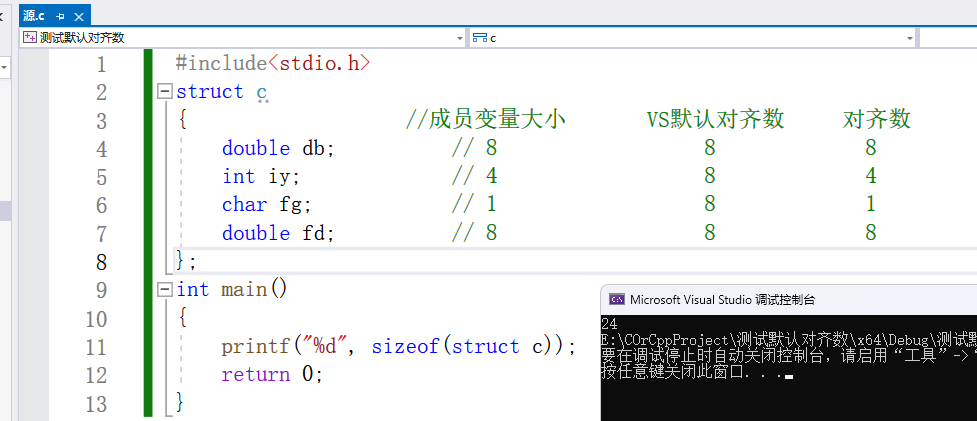 源.c
测试默认对齐数
c
1 #include<stdio.h>
2 struct c
3 { //成员变量大小 VS默认对齐数 对齐数
4 double db; // 8 8 8
5 int iy; // 4 8 4
6 char fg; // 1 8 1
7 double fd; // 8 8 8
8 };
9 int main()
10 {
11 printf("%d", sizeof(struct c));
12 return 0;
13 }
Microsoft Visual Studio 调试控制台
24
E:\COrCppProject\测试默认对齐数\x64\Debug\测试默
要在调试停止时自动关闭控制台，请启用“工具”->“
按任意键关闭此窗口. . .